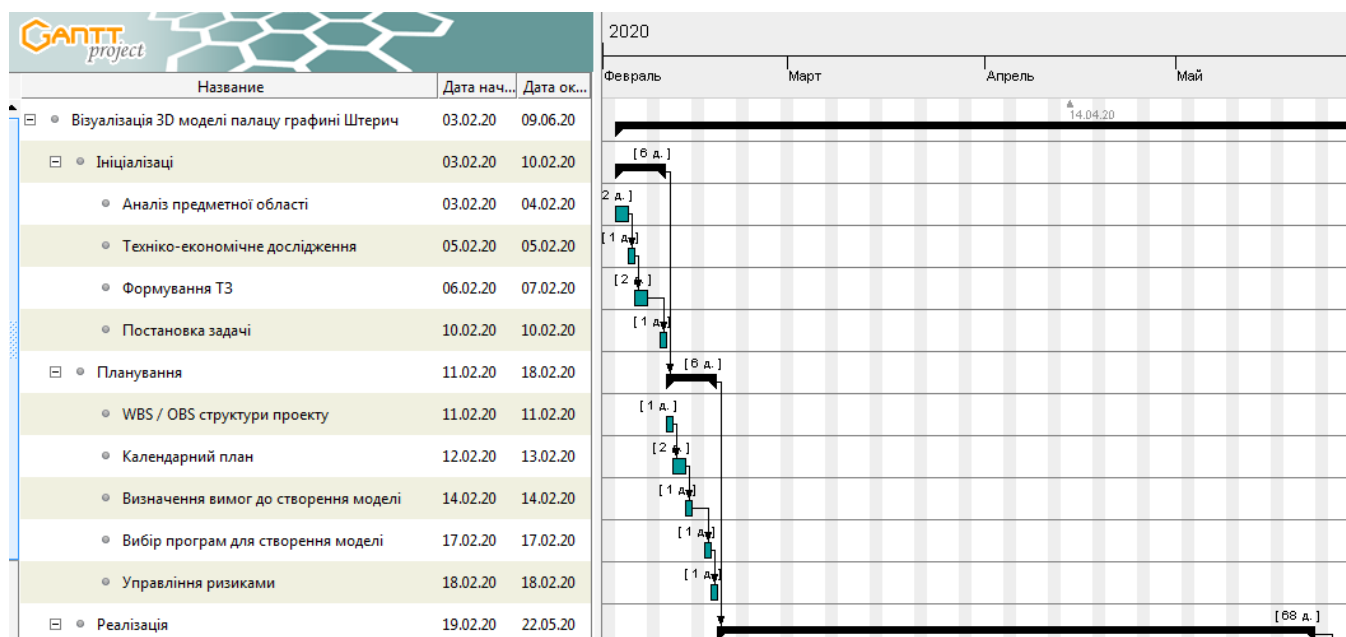 GANTT
project
2020
Февраль Март Апрель Май
Название Дата нач... Дата ок...
14.04.20
Візуалізація 3D моделі палацу графині Штерич 03.02.20 09.06.20
Ініціалізаці 03.02.20 10.02.20 [6 д.]
Аналіз предметної області 03.02.20 04.02.20 2 д.]
Техніко-економічне дослідження 05.02.20 05.02.20 [1 д.]
Формування ТЗ 06.02.20 07.02.20 [2 д.]
Постановка задачі 10.02.20 10.02.20 [1 д.]
Планування 11.02.20 18.02.20 [6 д.]
WBS / OBS структури проекту 11.02.20 11.02.20 [1 д.]
Календарний план 12.02.20 13.02.20 [2 д.]
Визначення вимог до створення моделі 14.02.20 14.02.20 [1 д.]
Вибір програм для створення моделі 17.02.20 17.02.20 [1 д.]
Управління ризиками 18.02.20 18.02.20 [1 д.]
Реалізація 19.02.20 22.05.20 [68 д.]